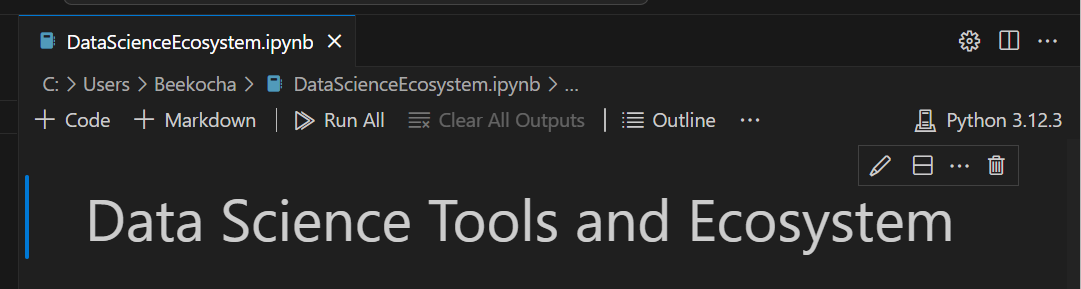 DataScienceEcosystem.ipynb
C: > Users > Beekocha > DataScienceEcosystem.ipynb > ...
Code Markdown Run All Clear All Outputs Outline ... Python 3.12.3
Data Science Tools and Ecosystem